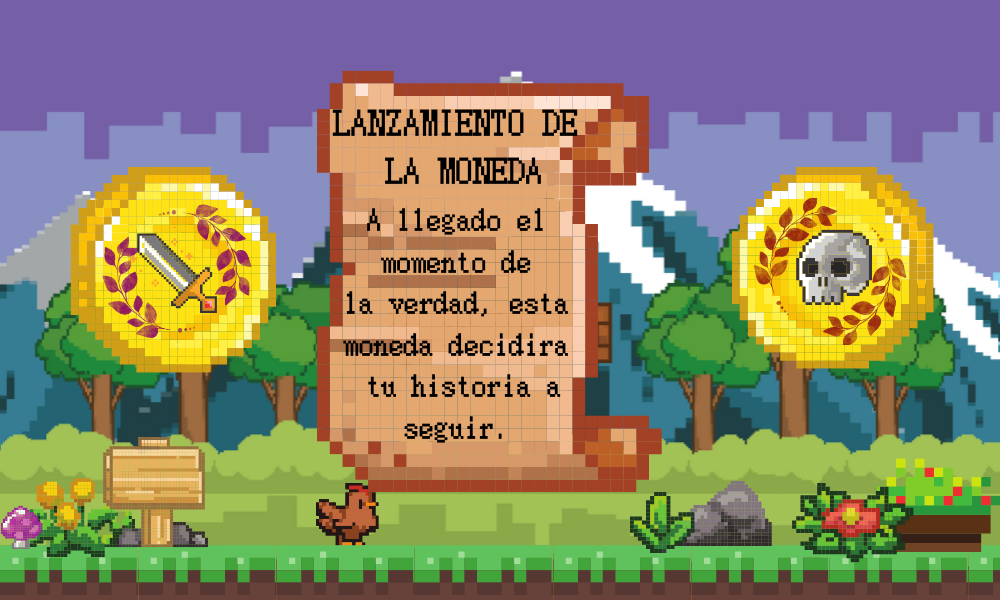 LANZAMIENTO DE
LA MONEDA
A llegado el
momento de
la verdad, esta
moneda decidira
tu historia a
seguir.